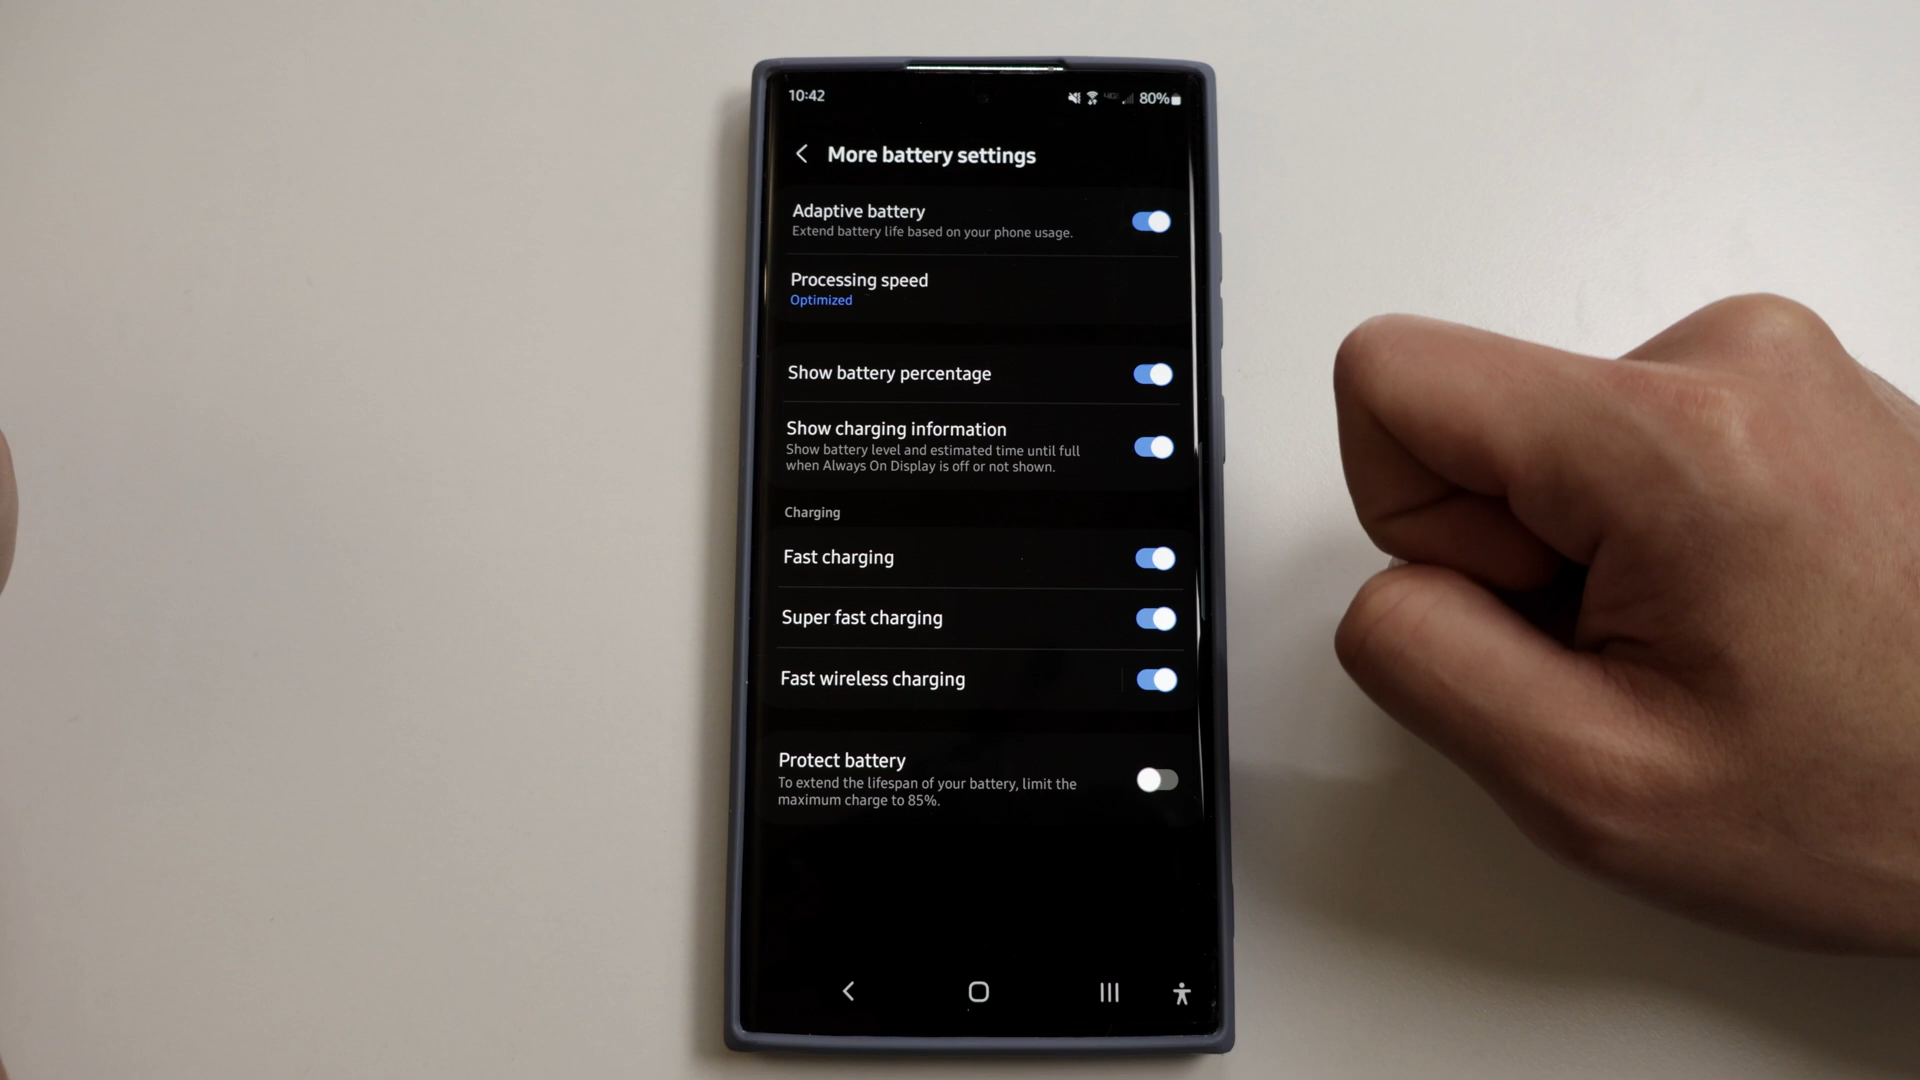 10:42
80%
More battery settings
Adaptive battery
Extend battery life based on your phone usage.
Processing speed
Optimized
Show battery percentage
Show charging information
Show battery level and estimated time until full
when Always On Display is off or not shown.
Charging
Fast charging
Super fast charging
Fast wireless charging
Protect battery
To extend the lifespan of your battery, limit the
maximum charge to 85%.